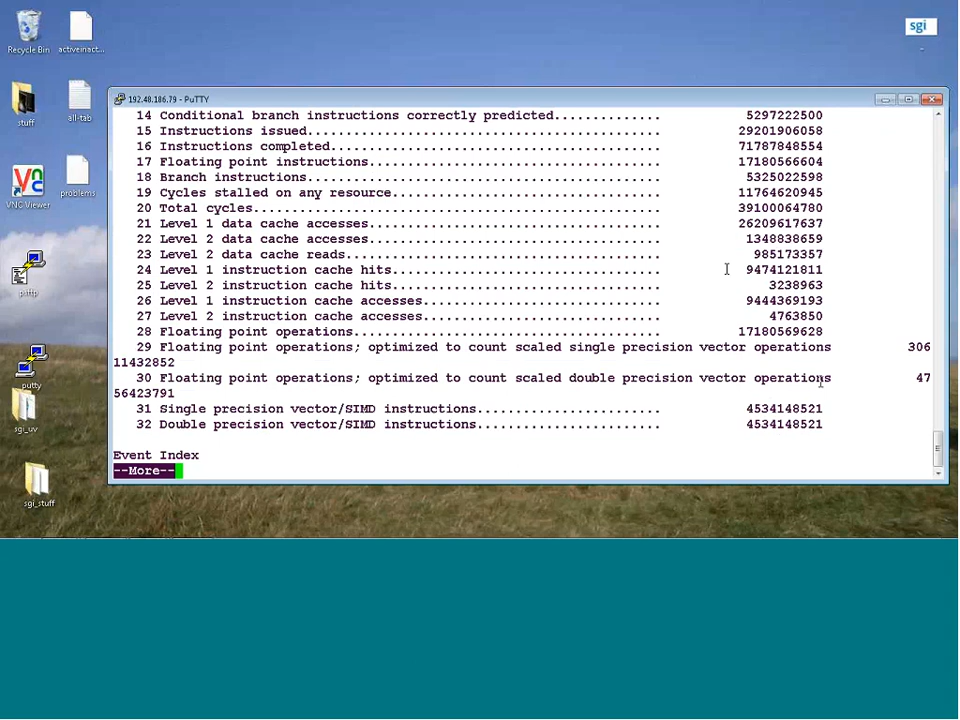 Recycle Bin
activeinact...
sgi
stuff
all-tab
VNC Viewer
problems
psftp
putty
sgi_uv
sgi_stuff
192.48.186.79 - PuTTY
14 Conditional branch instructions correctly predicted.............. 5297222500
15 Instructions issued.............................................. 29201906058
16 Instructions completed........................................... 71787848554
17 Floating point instructions...................................... 17180566604
18 Branch instructions.............................................. 5325022598
19 Cycles stalled on any resource................................... 11764620945
20 Total cycles..................................................... 39100064780
21 Level 1 data cache accesses...................................... 26209617637
22 Level 2 data cache accesses...................................... 1348838659
23 Level 2 data cache reads......................................... 985173357
24 Level 1 instruction cache hits................................... 9474121811
25 Level 2 instruction cache hits................................... 3238963
26 Level 1 instruction cache accesses............................... 9444369193
27 Level 2 instruction cache accesses............................... 4763850
28 Floating point operations........................................ 17180569628
29 Floating point operations; optimized to count scaled single precision vector operations 306
11432852
30 Floating point operations; optimized to count scaled double precision vector operations 47
56423791
31 Single precision vector/SIMD instructions........................ 4534148521
32 Double precision vector/SIMD instructions........................ 4534148521
Event Index
--More--